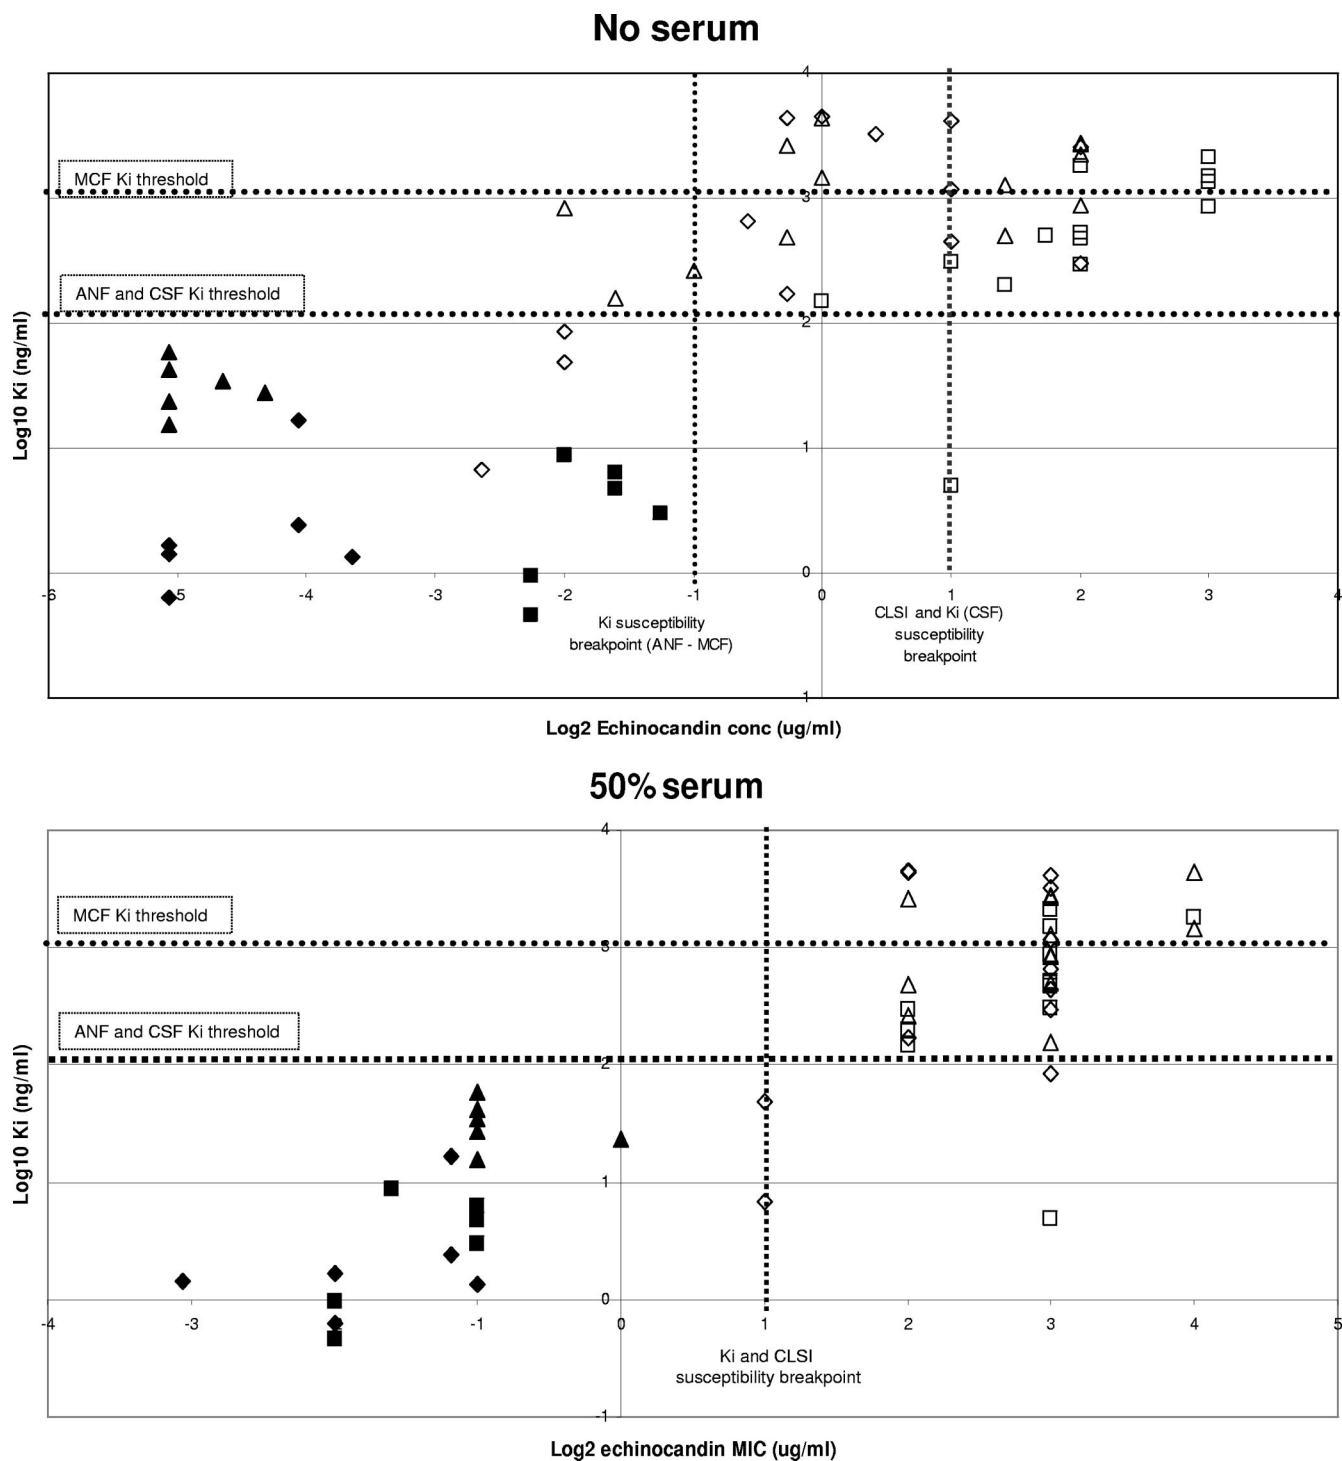 No serum
4
MCF Ki threshold
3
ANF and CSF Ki threshold
2
Log10 Ki (ng/ml)
1
0
-6 -5 -4 -3 -2 -1 0 1 2 3 4
Ki susceptibility
breakpoint (ANF - MCF)
CLSI and Ki (CSF)
susceptibility
breakpoint
1
Log2 Echinocandin conc (ug/ml)
50% serum
4
MCF Ki threshold
3
ANF and CSF Ki threshold
2
Log10 Ki (ng/ml)
1
0
-4 -3 -2 -1 0 1 2 3 4 5
Ki and CLSI
susceptibility breakpoint
-1
Log2 echinocandin MIC (ug/ml)